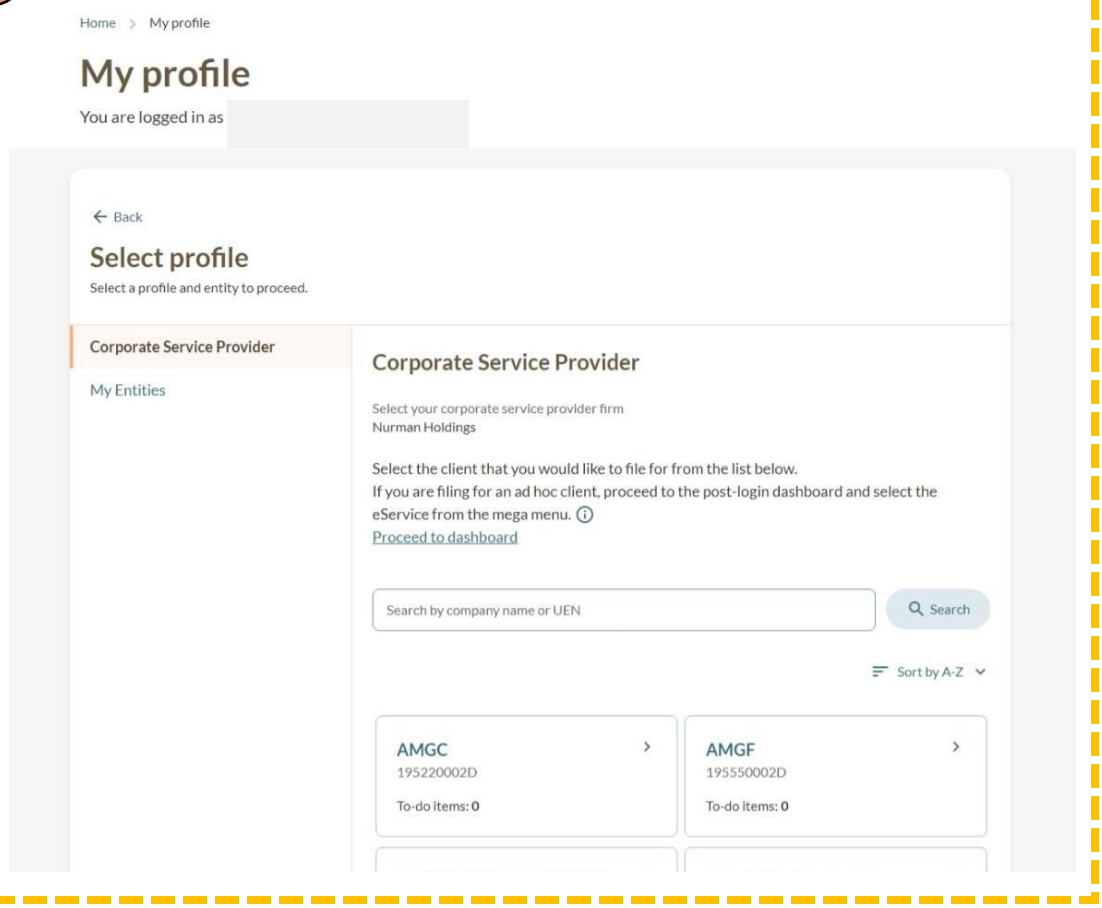 Home > My profile
My profile
You are logged in as
← Back
Select profile
Select a profile and entity to proceed.
Corporate Service Provider
My Entities
Corporate Service Provider
Select your corporate service provider firm
Nurman Holdings
Select the client that you would like to file for from the list below.
If you are filing for an ad hoc client, proceed to the post-login dashboard and select the
eService from the mega menu.
Proceed to dashboard
Search by company name or UEN
Search
Sort by A-Z
AMGC
195220002D
To-do items: 0
AMGF
195550002D
To-do items: 0